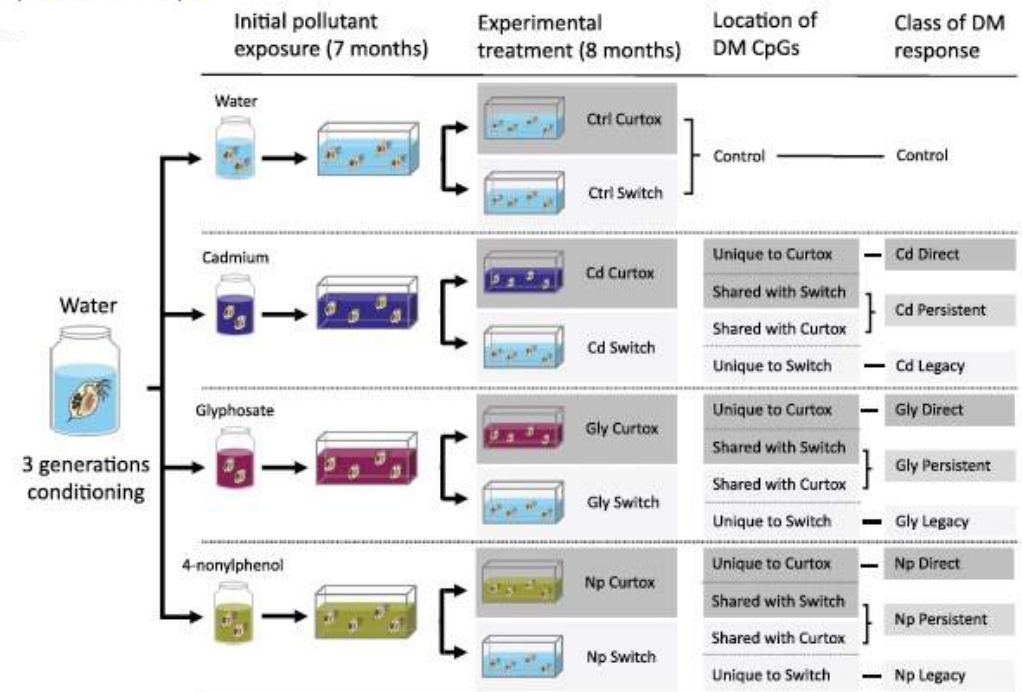 Initial pollutant
exposure (7 months)
Experimental
treatment (8 months)
Location of
DM CpGs
Class of DM
response
Water
3 generations
conditioning
Water
Ctrl Curtox
Ctrl Switch
Control
Control
Cadmium
Cd Curtox
Cd Switch
Unique to Curtox
Shared with Switch
Shared with Curtox
Unique to Switch
Cd Direct
Cd Persistent
Cd Legacy
Glyphosate
Gly Curtox
Gly Switch
Unique to Curtox
Shared with Switch
Shared with Curtox
Unique to Switch
Gly Direct
Gly Persistent
Gly Legacy
4-nonylphenol
Np Curtox
Np Switch
Unique to Curtox
Shared with Switch
Shared with Curtox
Unique to Switch
Np Direct
Np Persistent
Np Legacy